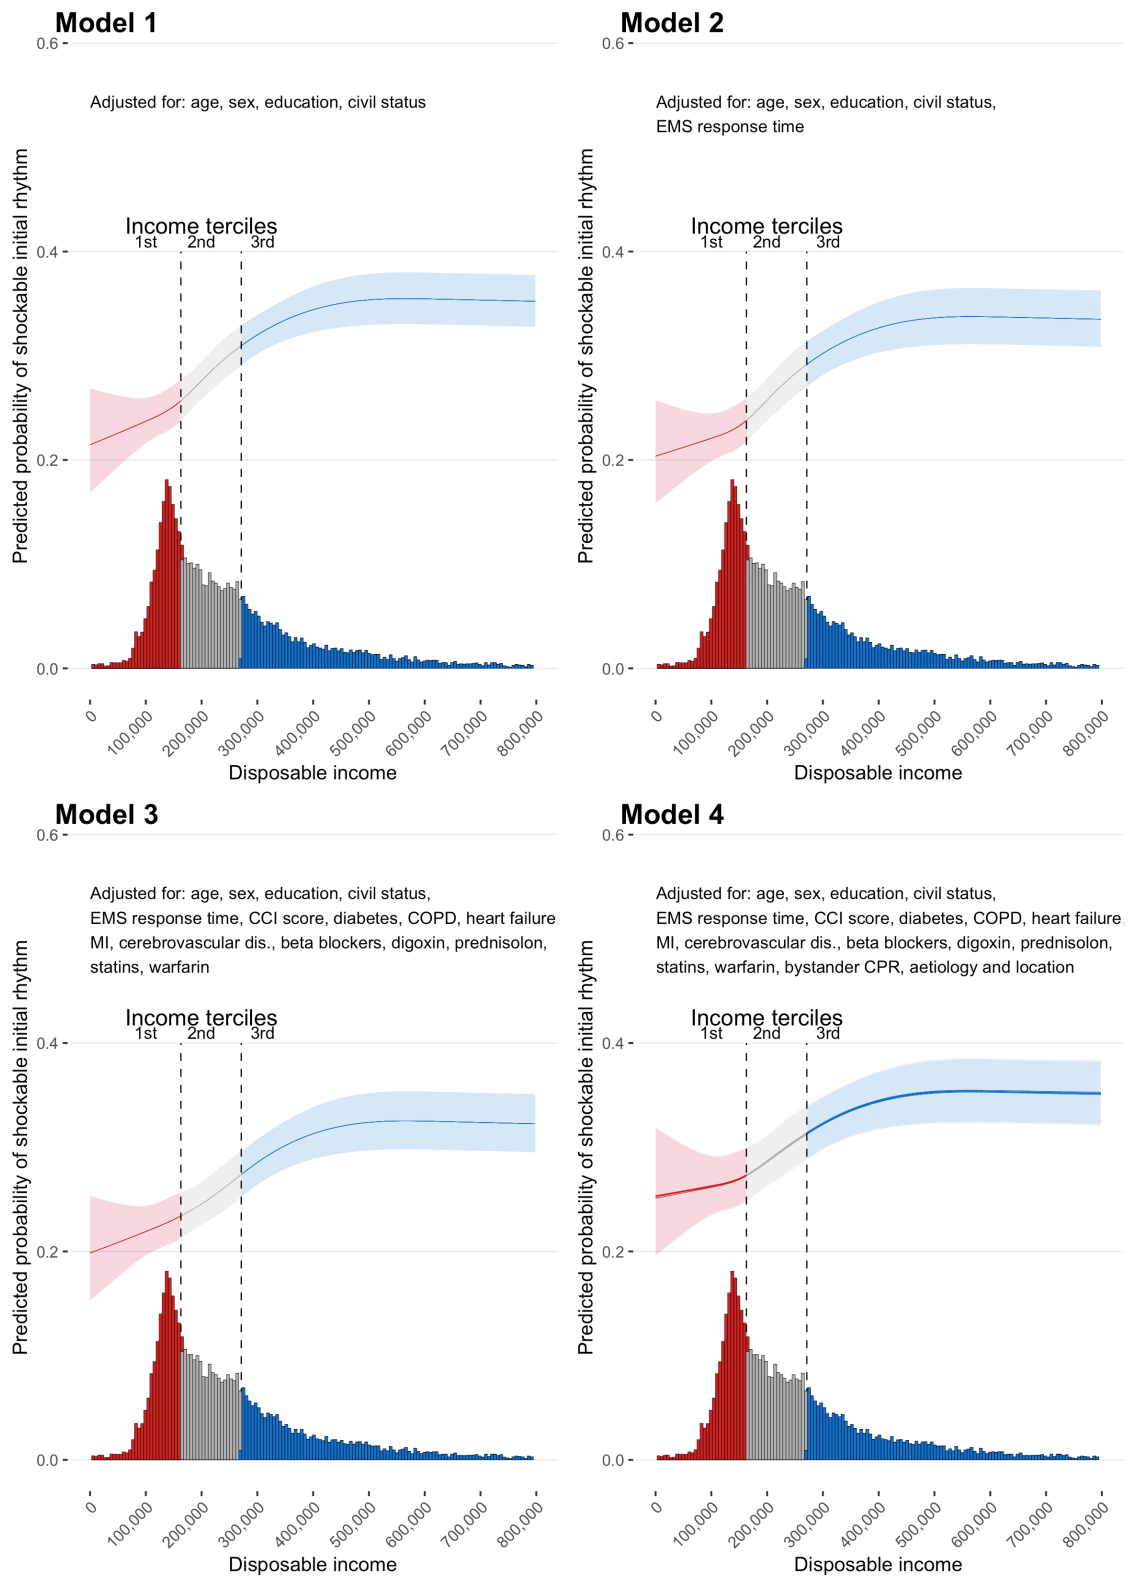 Model 1
0.6
Adjusted for: age, sex, education, civil status
Income terciles
1st 2nd 3rd
0.4
0.2
0.0
Predicted probability of shockable initial rhythm
0
100,000
200,000
300,000
400,000
500,000
600,000
700,000
800,000
Disposable income
Model 2
0.6
Adjusted for: age, sex, education, civil status,
EMS response time
Income terciles
1st 2nd 3rd
0.4
0.2
0.0
Predicted probability of shockable initial rhythm
0
100,000
200,000
300,000
400,000
500,000
600,000
700,000
800,000
Disposable income
Model 3
0.6
Adjusted for: age, sex, education, civil status,
EMS response time, CCI score, diabetes, COPD, heart failure
MI, cerebrovascular dis., beta blockers, digoxin, prednisolon,
statins, warfarin
Income terciles
1st 2nd 3rd
0.4
0.2
0.0
Predicted probability of shockable initial rhythm
0
100,000
200,000
300,000
400,000
500,000
600,000
700,000
800,000
Disposable income
Model 4
0.6
Adjusted for: age, sex, education, civil status,
EMS response time, CCI score, diabetes, COPD, heart failure
MI, cerebrovascular dis., beta blockers, digoxin, prednisolon,
statins, warfarin, bystander CPR, aetiology and location
Income terciles
1st 2nd 3rd
0.4
0.2
0.0
Predicted probability of shockable initial rhythm
0
100,000
200,000
300,000
400,000
500,000
600,000
700,000
800,000
Disposable income